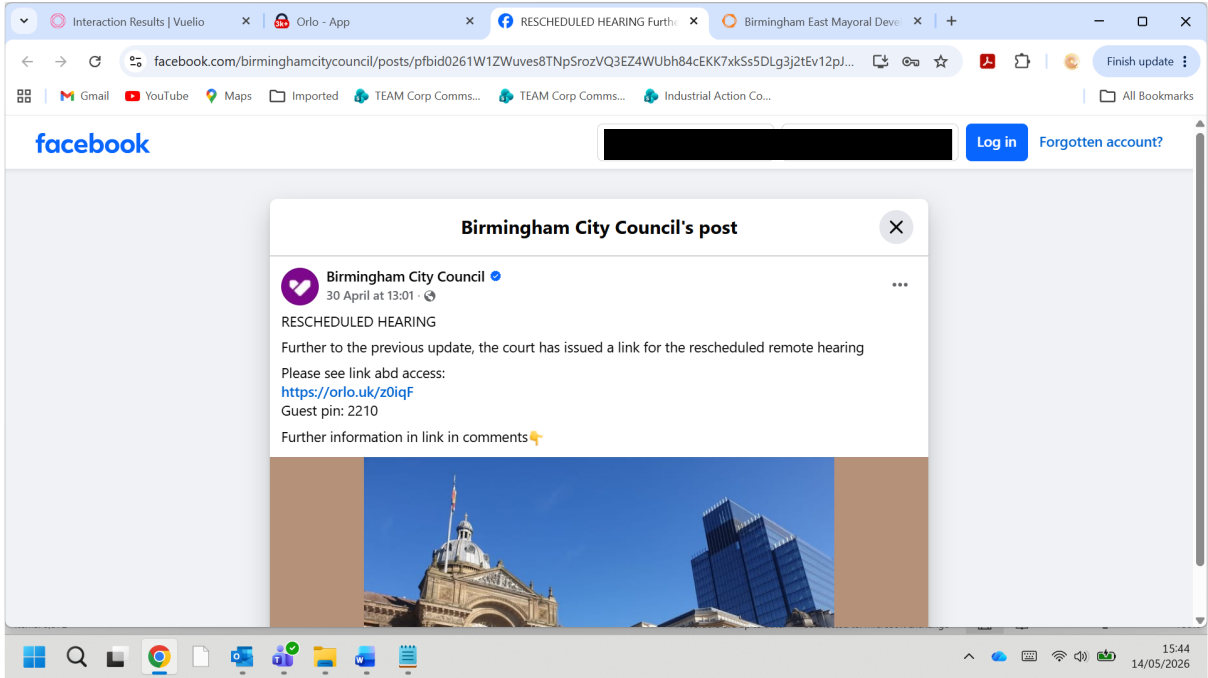 Interaction Results | Vuelio
3k+
Orlo - App
RESCHEDULED HEARING Furthe
Birmingham East Mayoral Devel
facebook.com/birminghamcitycouncil/posts/pfbid0261W1ZWuves8TNpSrozVQ3EZ4WUbh84cEKK7xkSs5DLg3j2tEv12pJ...
Finish update
Gmail
YouTube
Maps
Imported
TEAM Corp Comms...
TEAM Corp Comms...
Industrial Action Co...
All Bookmarks
facebook
Log in
Forgotten account?
Birmingham City Council's post
Birmingham City Council
30 April at 13:01
RESCHEDULED HEARING
Further to the previous update, the court has issued a link for the rescheduled remote hearing
Please see link abd access:
https://orlo.uk/z0iqF
Guest pin: 2210
Further information in link in comments👇
15:44
14/05/2026